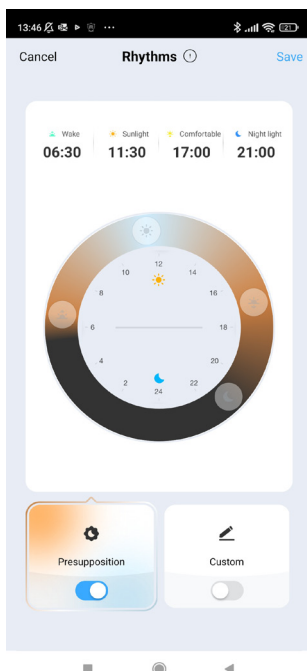 13:46
21
Cancel Rhythms Save
Wake Sunlight Comfortable Night light
06:30 11:30 17:00 21:00
12
10 14
8 16
6 18
4 20
2 22
24
Presupposition Custom